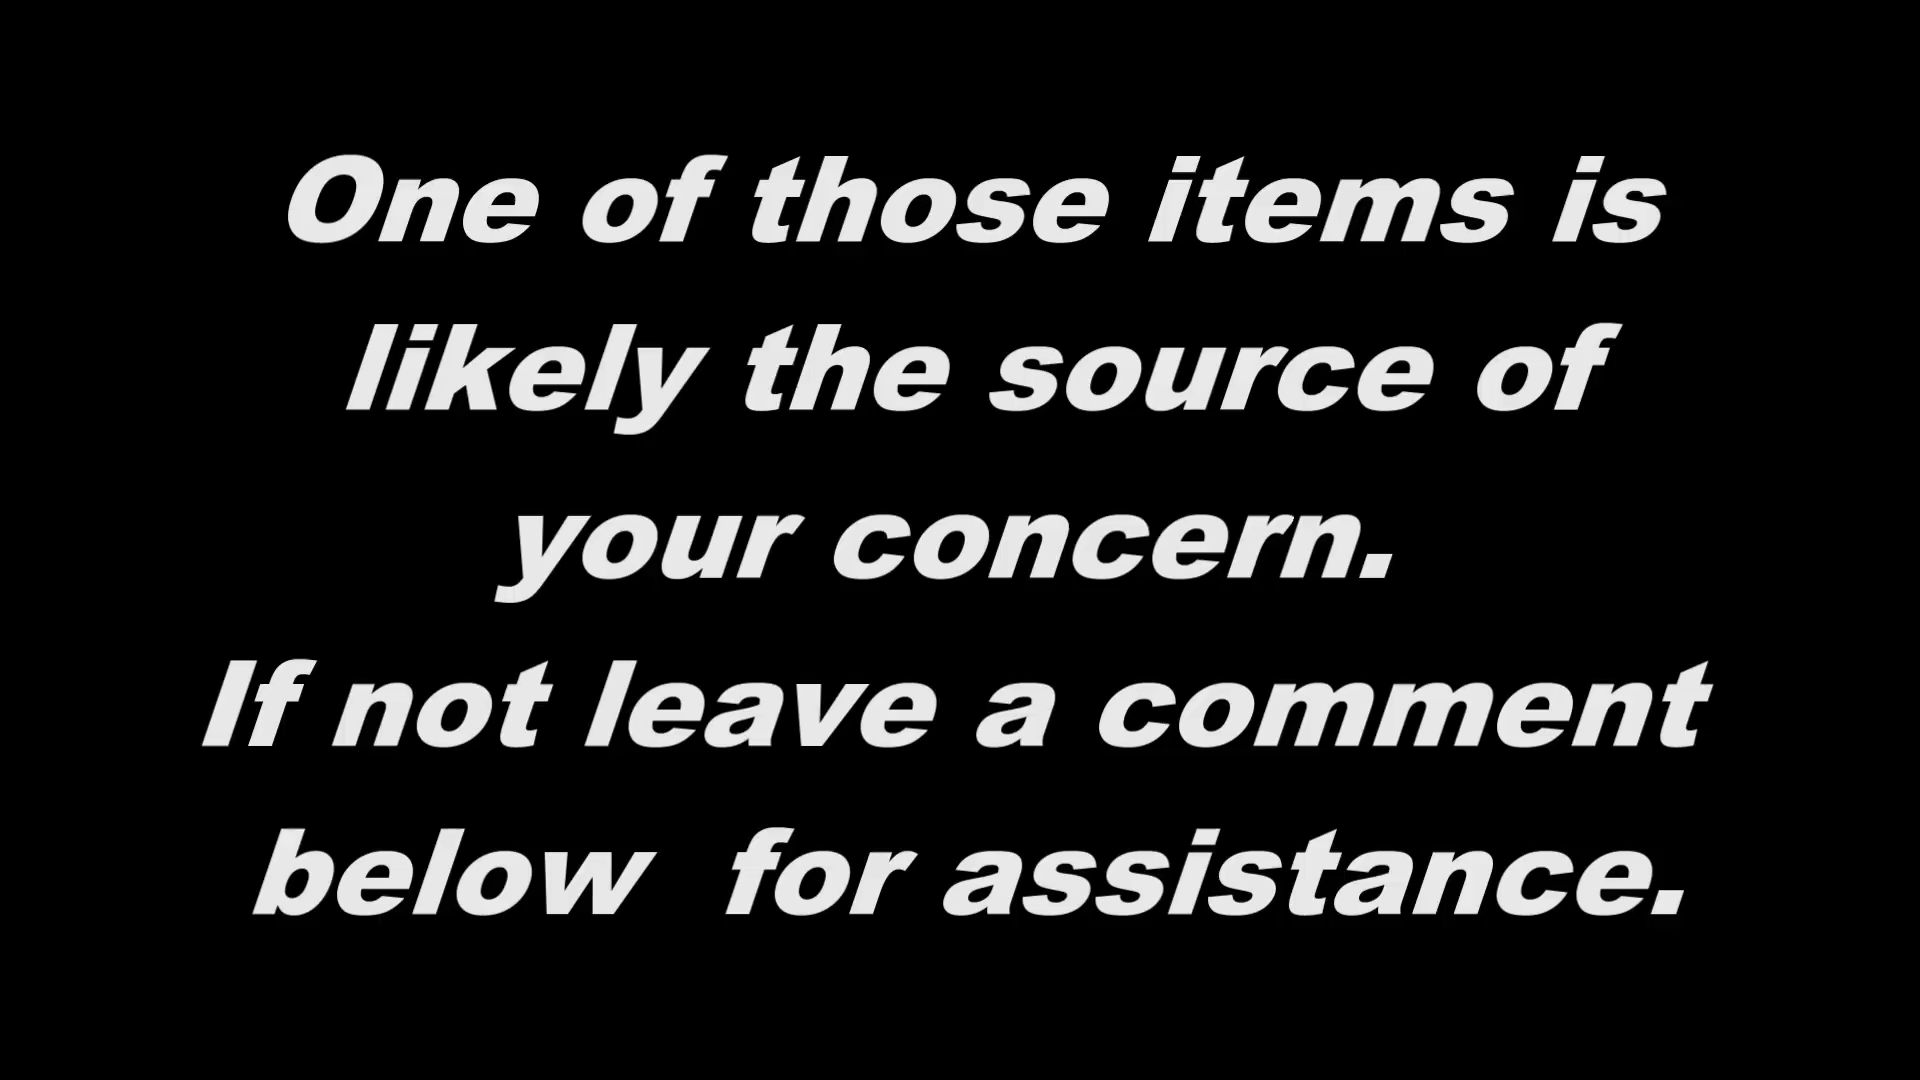 One of those items is
likely the source of
your concern.
If not leave a comment
below  for assistance.